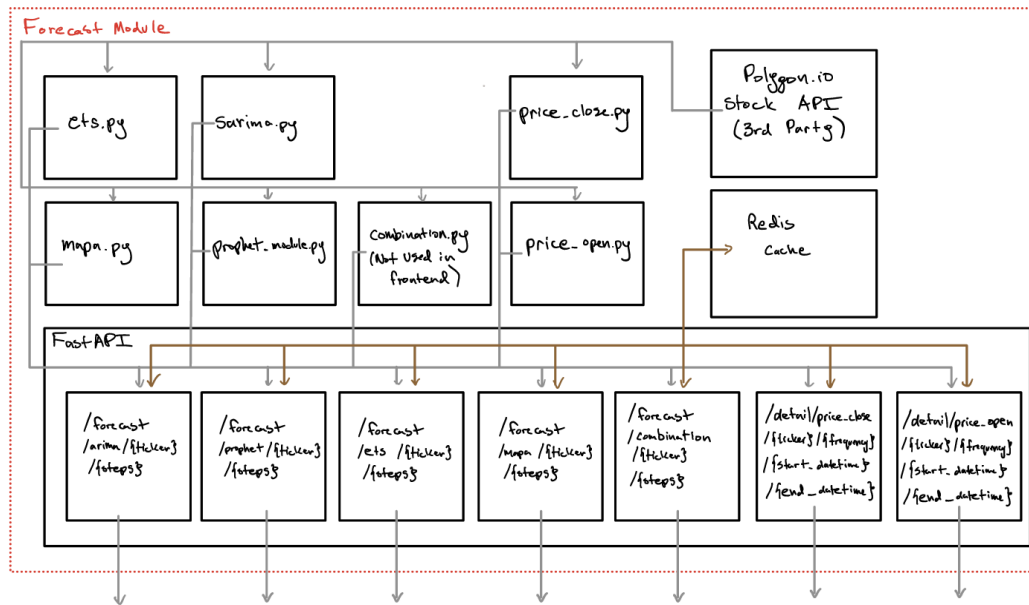 Forecast Module
ets.py
Sarima.py
price_close.py
Polygon.io
Stock API
(3rd Party)
mapa.py
prophet_module.py
Combination.py
(Not Used in
frontend)
price_open.py
Redis
Cache
FastAPI
/forecast
/arima/{ticker}
/{steps}
/forecast
/prophet/{ticker}
/{steps}
/forecast
/ets/{ticker}
/{steps}
/forecast
/mapa/{ticker}
/{steps}
/forecast
/combination
/{ticker}
/{steps}
/detail/price_close
/{ticker}/{frequency}
/{start_datetime}
/{end_datetime}
/detail/price_open
/{ticker}/{frequency}
/{start_datetime}
/{end_datetime}